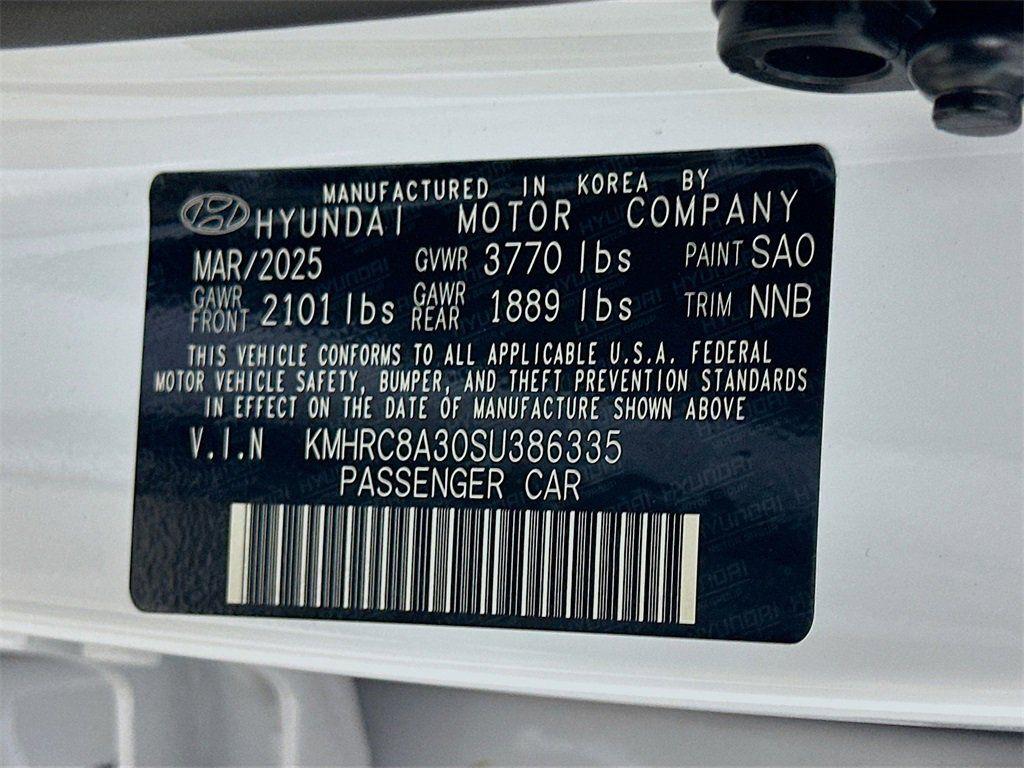 MANUFACTURED IN KOREA BY
HYUNDAI MOTOR COMPANY
MAR/2025 GVWR 3770 lbs PAINT SAO
GAWR FRONT 2101 lbs GAWR REAR 1889 lbs TRIM NNB
THIS VEHICLE CONFORMS TO ALL APPLICABLE U.S.A. FEDERAL
MOTOR VEHICLE SAFETY, BUMPER, AND THEFT PREVENTION STANDARDS
IN EFFECT ON THE DATE OF MANUFACTURE SHOWN ABOVE
V.I.N KMHRC8A30SU386335
PASSENGER CAR